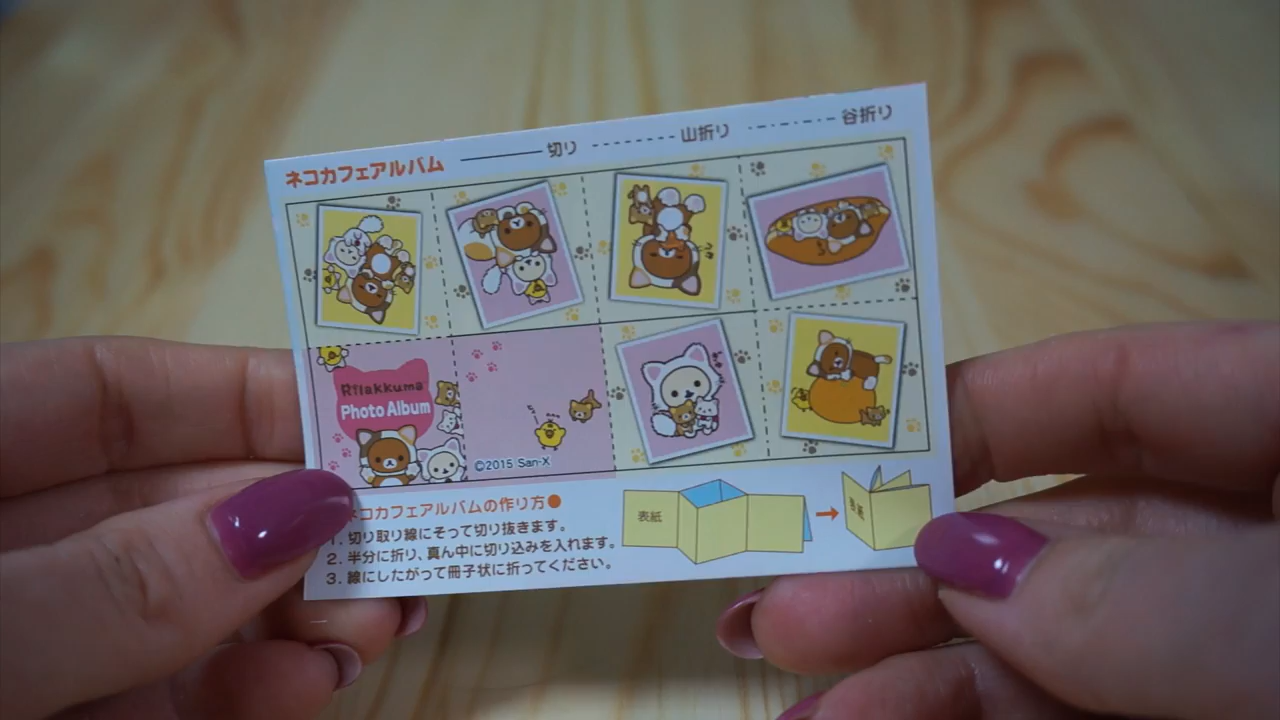 ネコカフェアルバム 切り 山折り 谷折り
Rilakkuma
Photo Album
©2015 San-X
ネコカフェアルバムの作り方●
1. 切り取り線にそって切り抜きます。
2. 半分に折り、真ん中に切り込みを入れます。
3. 線にしたがって冊子状に折ってください。
表紙
表紙